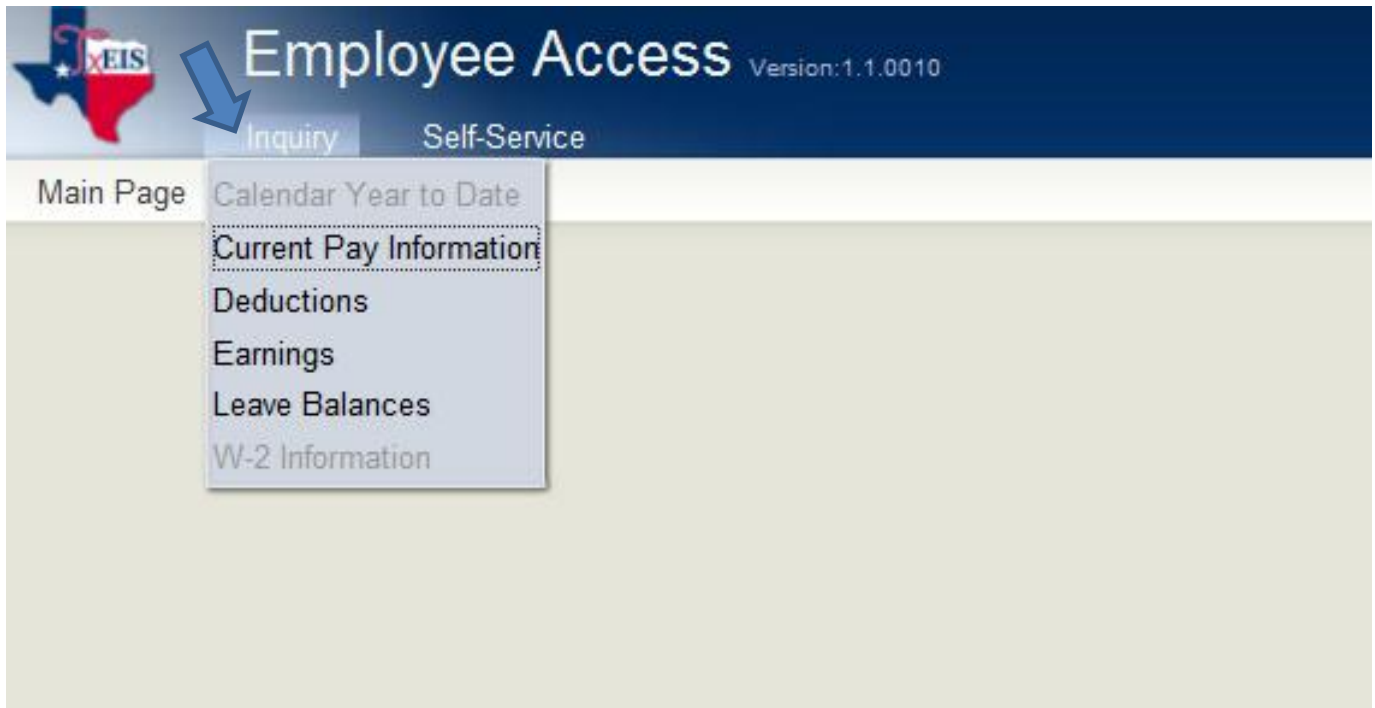 TxEIS
Employee Access Version:1.1.0010
Inquiry Self-Service
Main Page
Calendar Year to Date
Current Pay Information
Deductions
Earnings
Leave Balances
W-2 Information